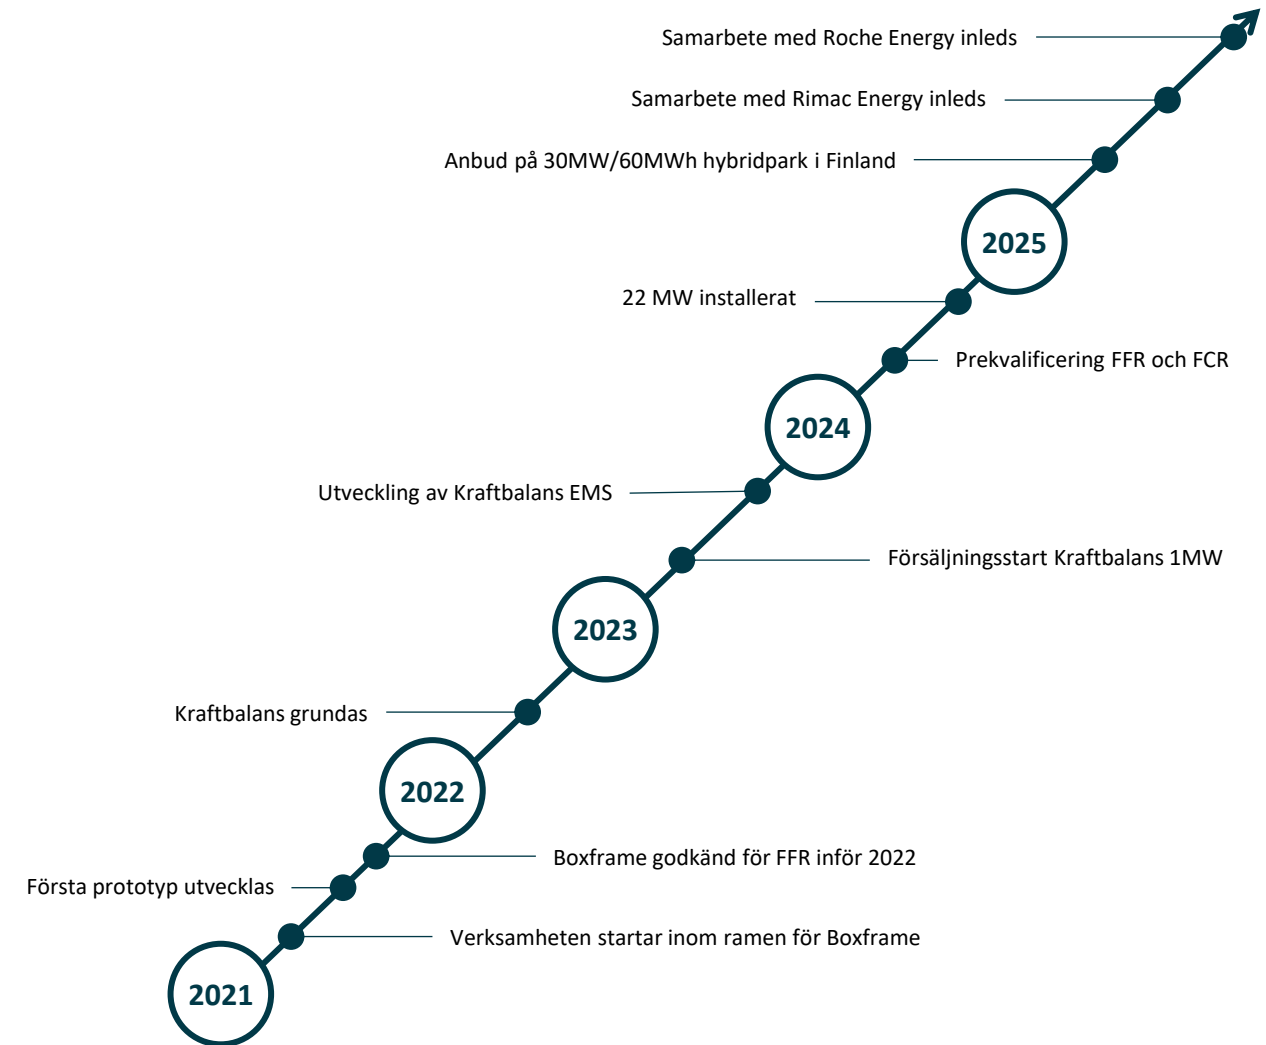 Samarbete med Roche Energy inleds
Samarbete med Rimac Energy inleds
Anbud på 30MW/60MWh hybridpark i Finland
2025
22 MW installerat
Prekvalificering FFR och FCR
2024
Utveckling av Kraftbalans EMS
Försäljningsstart Kraftbalans 1MW
2023
Kraftbalans grundas
2022
Boxframe godkänd för FFR inför 2022
Första prototyp utvecklas
Verksamheten startar inom ramen för Boxframe
2021